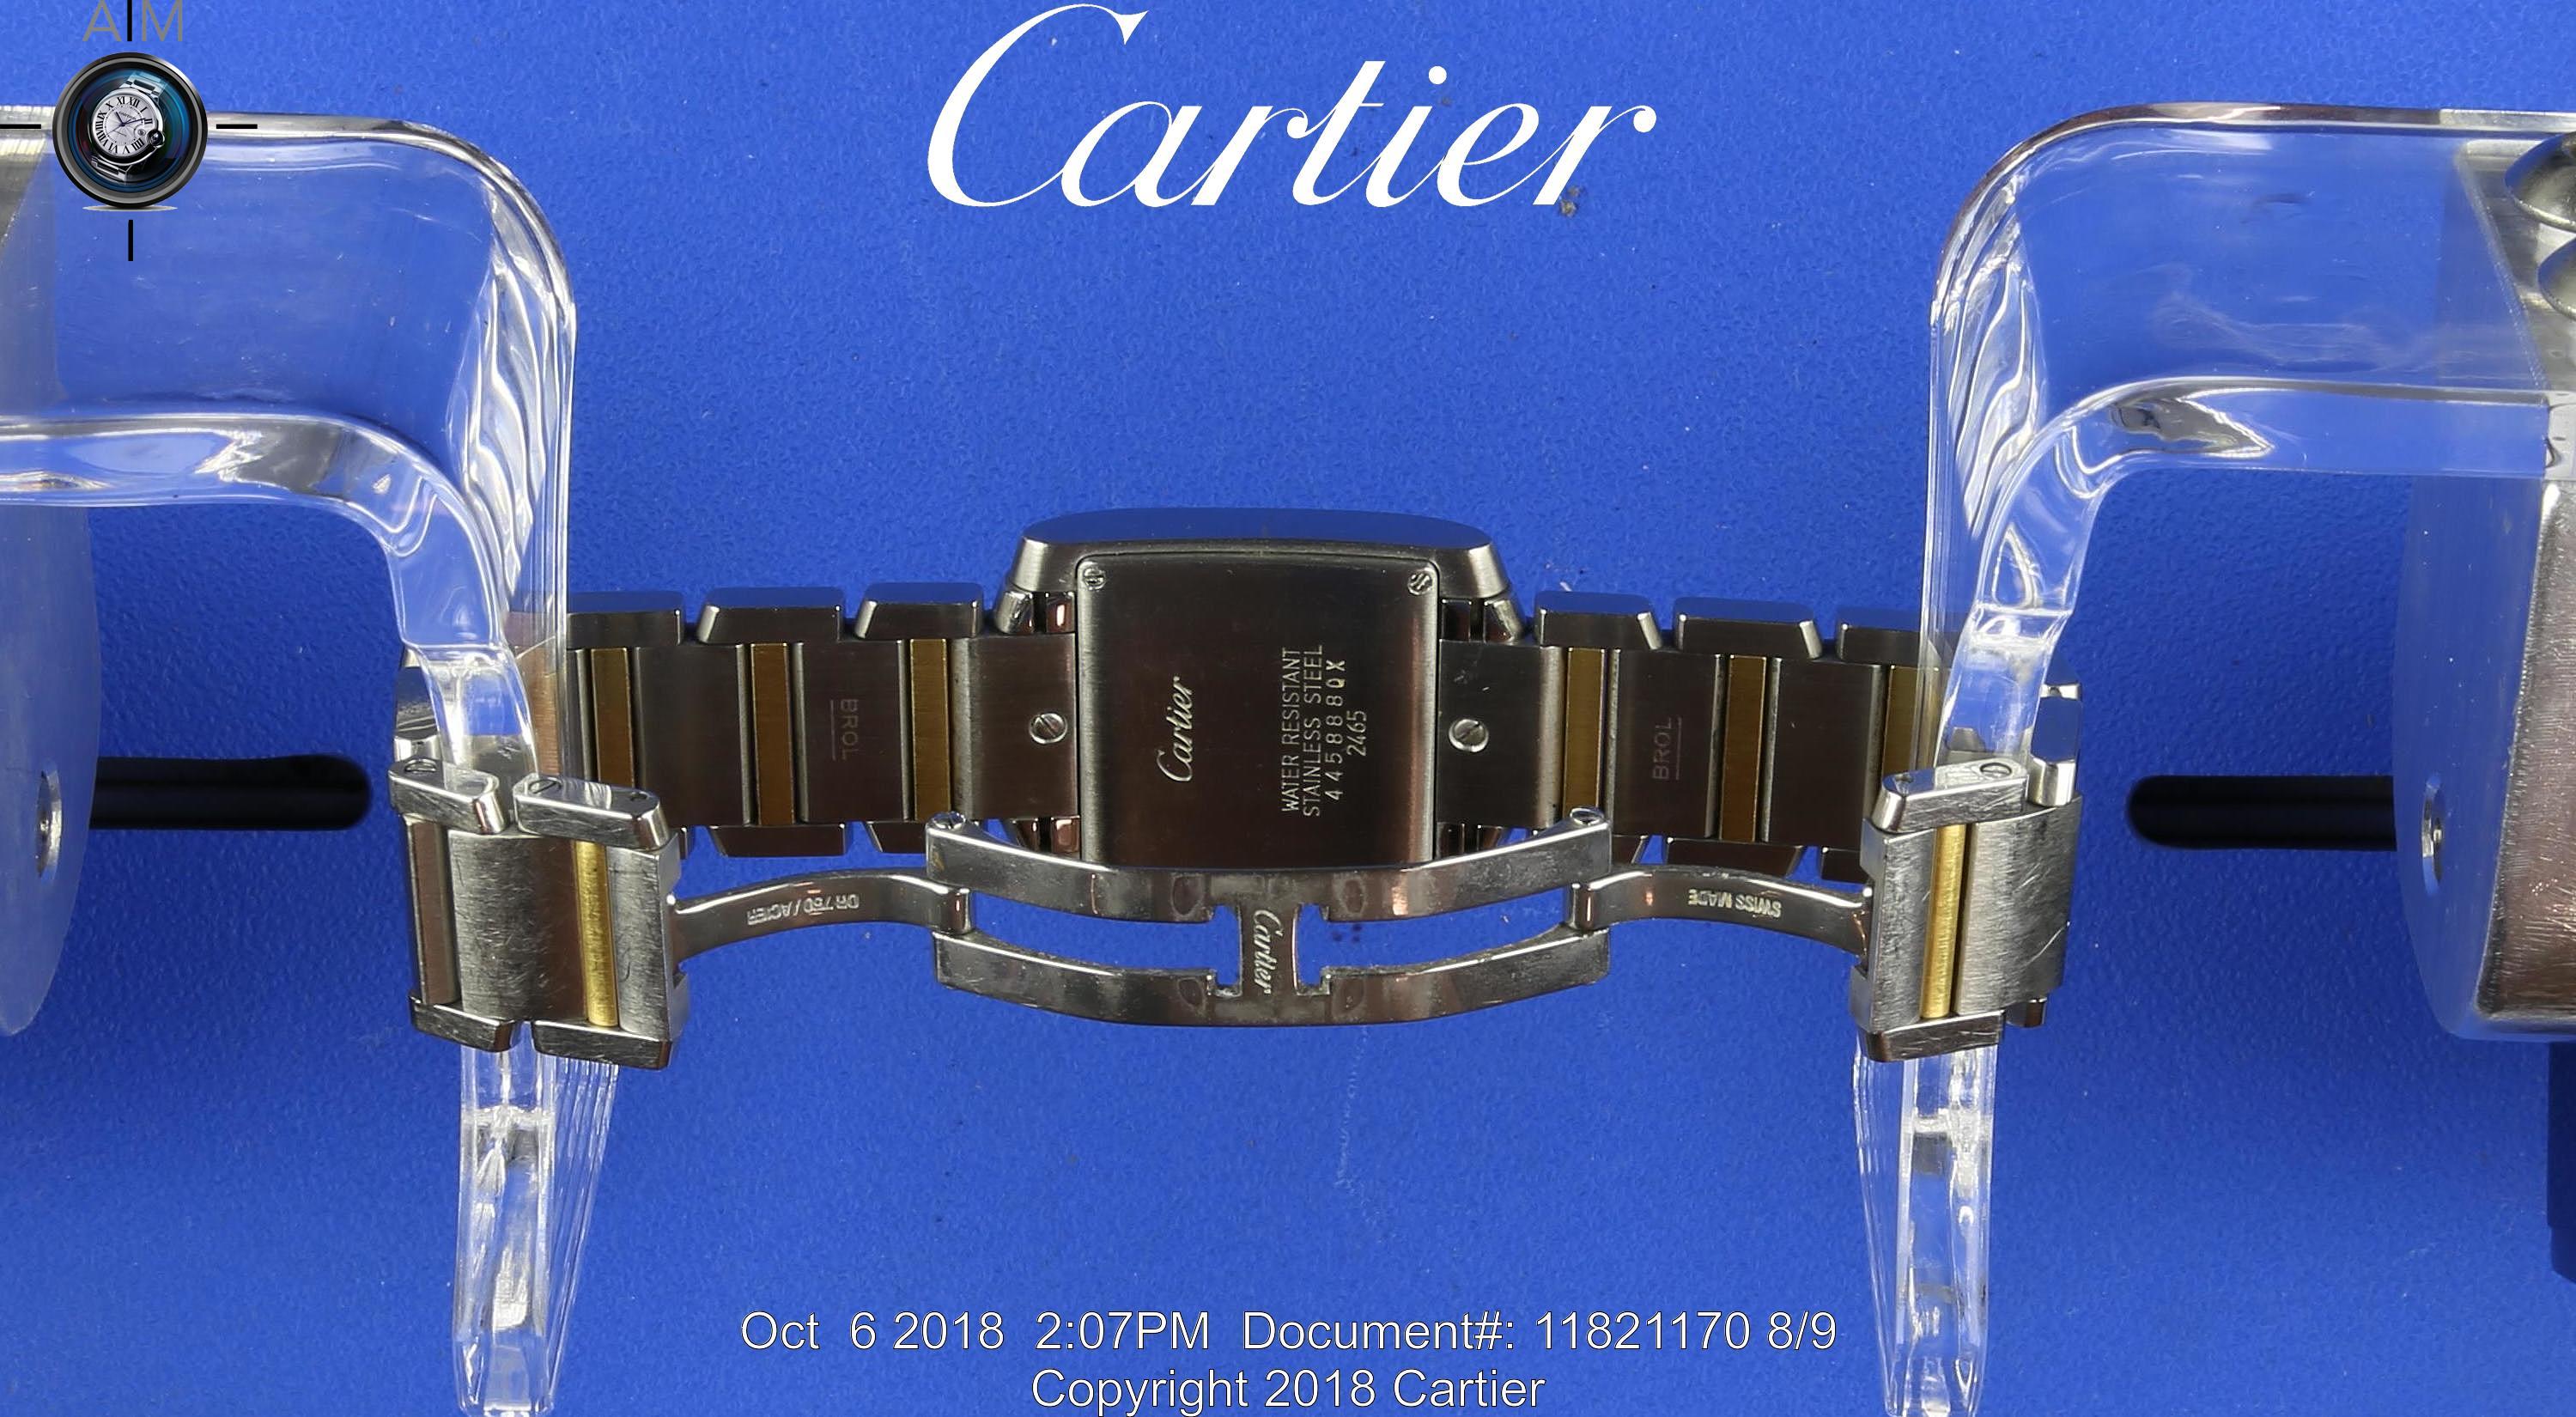 AIM
Cartier
Cartier
WATER RESISTANT
STAINLESS STEEL
445888QX
2465
BROL
BROL
OR 750 / ACIER
Cartier
SWISS MADE
Oct 6 2018 2:07PM Document#: 11821170 8/9
Copyright 2018 Cartier